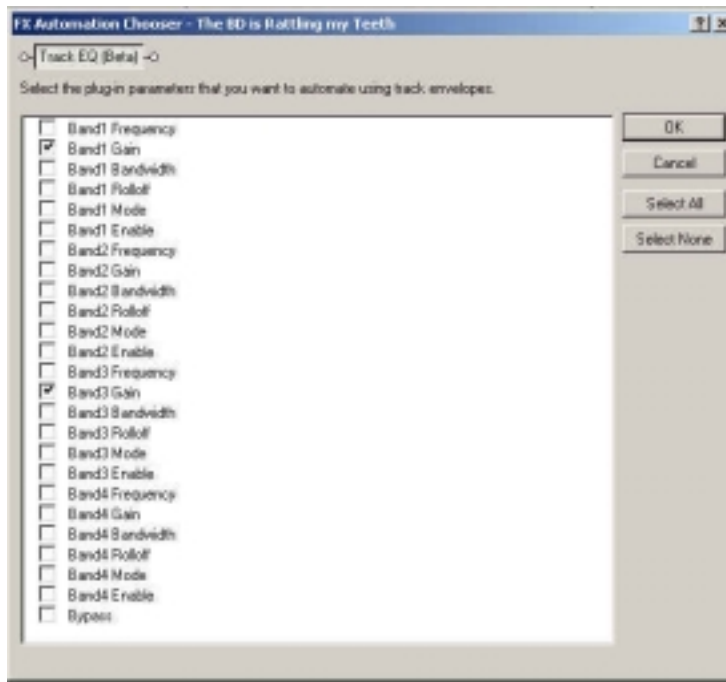 FX Automation Chooser - The BD is Rattling my Teeth
Track EQ (Beta)
Select the plug-in parameters that you want to automate using track envelopes.
Band1 Frequency
Band1 Gain
Band1 Bandwidth
Band1 Rolloff
Band1 Mode
Band1 Enable
Band2 Frequency
Band2 Gain
Band2 Bandwidth
Band2 Rolloff
Band2 Mode
Band2 Enable
Band3 Frequency
Band3 Gain
Band3 Bandwidth
Band3 Rolloff
Band3 Mode
Band3 Enable
Band4 Frequency
Band4 Gain
Band4 Bandwidth
Band4 Rolloff
Band4 Mode
Band4 Enable
Bypass
OK
Cancel
Select All
Select None